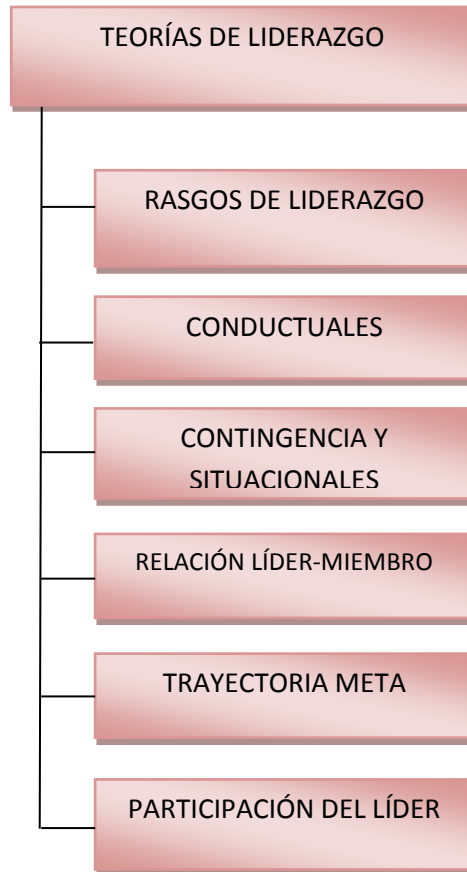 TEORÍAS DE LIDERAZGO
RASGOS DE LIDERAZGO
CONDUCTUALES
CONTINGENCIA Y
SITUACIONALES
RELACIÓN LÍDER-MIEMBRO
TRAYECTORIA META
PARTICIPACIÓN DEL LÍDER